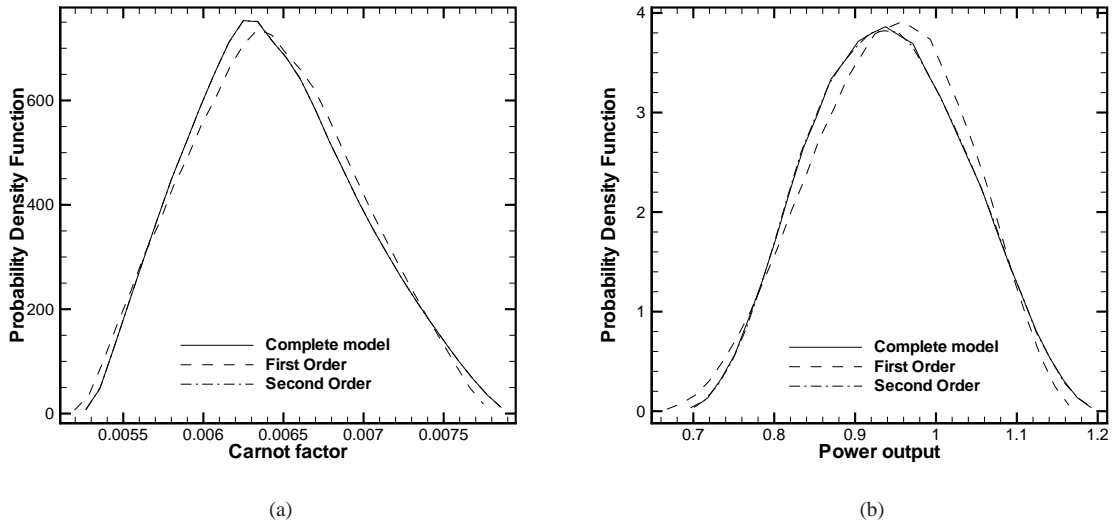 Probability Density Function
600
400
200
0
0.0055
0.006
0.0065
0.007
0.0075
Carnot factor
Complete model
First Order
Second Order
(a)
Probability Density Function
4
3
2
1
0
0.7
0.8
0.9
1
1.1
1.2
Power output
Complete model
First Order
Second Order
(b)